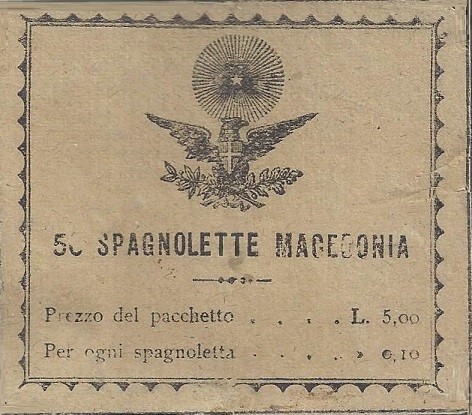 50 SPAGNOLETTE MACEDONIA
Prezzo del pacchetto . . . . L. 5,00
Per ogni spagnoletta . . . . » 0,10